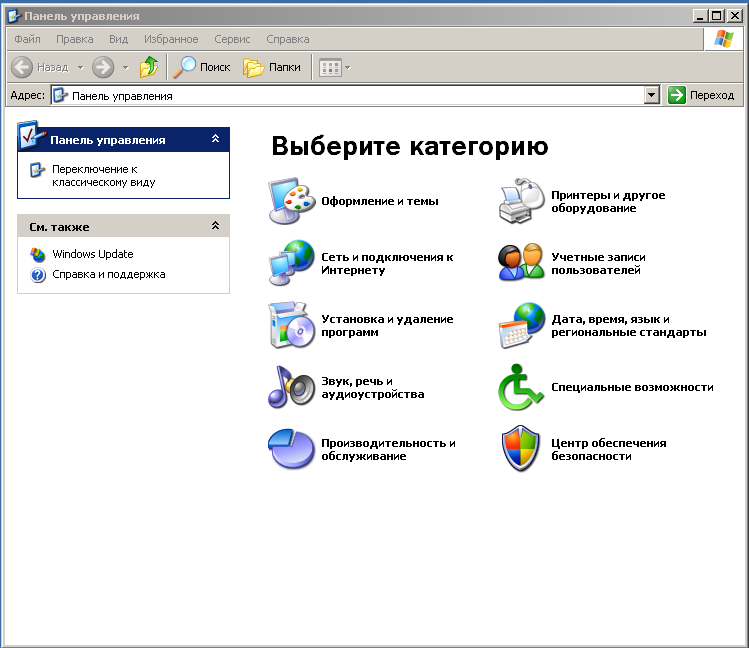 Панель управления
Файл Правка Вид Избранное Сервис Справка
Назад Поиск Папки
Адрес: Панель управления Переход
Панель управления
Переключение к
классическому виду
См. также
Windows Update
Справка и поддержка
Выберите категорию
Оформление и темы
Принтеры и другое
оборудование
Сеть и подключения к
Интернету
Учетные записи
пользователей
Установка и удаление
программ
Дата, время, язык и
региональные стандарты
Звук, речь и
аудиоустройства
Специальные возможности
Производительность и
обслуживание
Центр обеспечения
безопасности